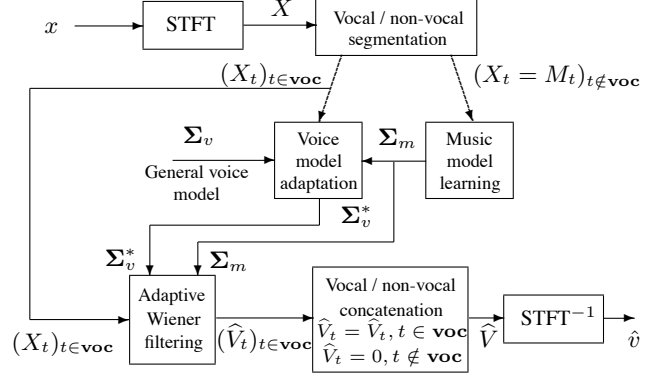 x
STFT
X
Vocal / non-vocal
segmentation
(X_t)_{t∈voc}
(X_t = M_t)_{t∉voc}
Σ_v
General voice
model
Voice
model
adaptation
Σ_m
Music
model
learning
Σ_v^*
Σ_v^*
Σ_m
(X_t)_{t∈voc}
Adaptive
Wiener
filtering
(V̂_t)_{t∈voc}
Vocal / non-vocal
concatenation
V̂_t = V̂_t, t ∈ voc
V̂_t = 0, t ∉ voc
V̂
STFT^{−1}
v̂